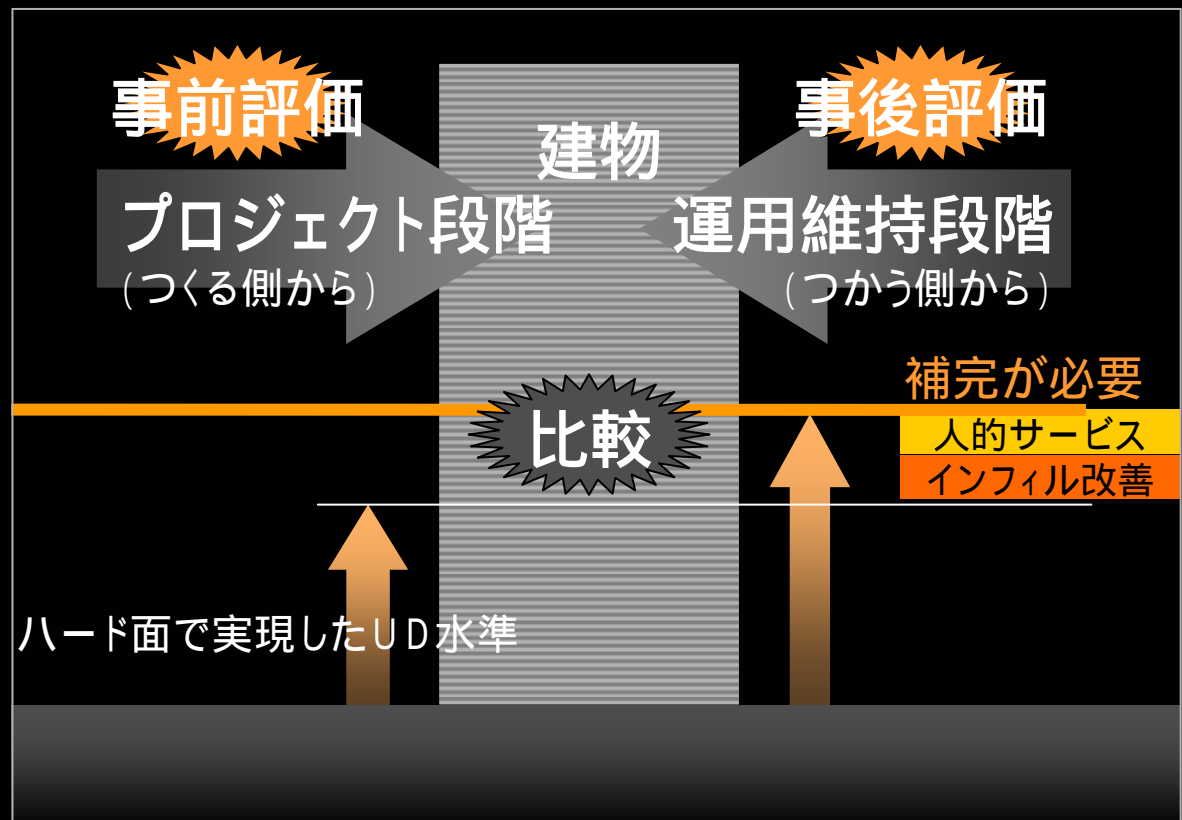 事前評価
事後評価
建物
プロジェクト段階
(つくる側から)
運用維持段階
(つかう側から)
補完が必要
人的サービス
インフィル改善
比較
ハード面で実現したUD水準